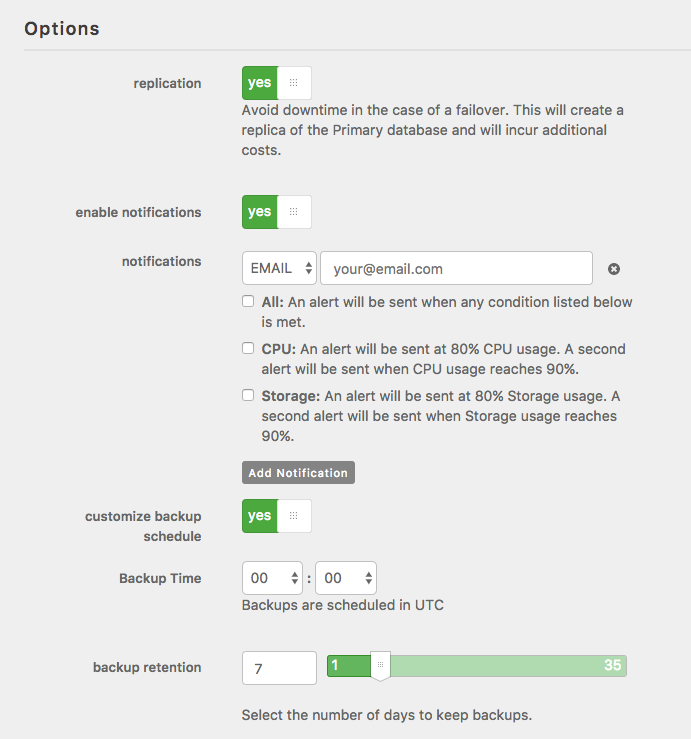 Options
replication
yes
Avoid downtime in the case of a failover. This will create a
replica of the Primary database and will incur additional
costs.
enable notifications
yes
notifications
EMAIL
your@email.com
All: An alert will be sent when any condition listed below
is met.
CPU: An alert will be sent at 80% CPU usage. A second
alert will be sent when CPU usage reaches 90%.
Storage: An alert will be sent at 80% Storage usage. A
second alert will be sent when Storage usage reaches
90%.
Add Notification
customize backup
schedule
yes
Backup Time
00 : 00
Backups are scheduled in UTC
backup retention
7
1 35
Select the number of days to keep backups.